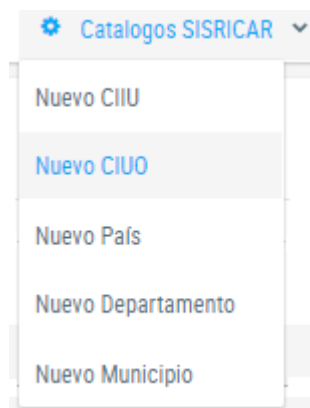 Catalogos SISRICAR
Nuevo CIIU
Nuevo CIUO
Nuevo País
Nuevo Departamento
Nuevo Municipio